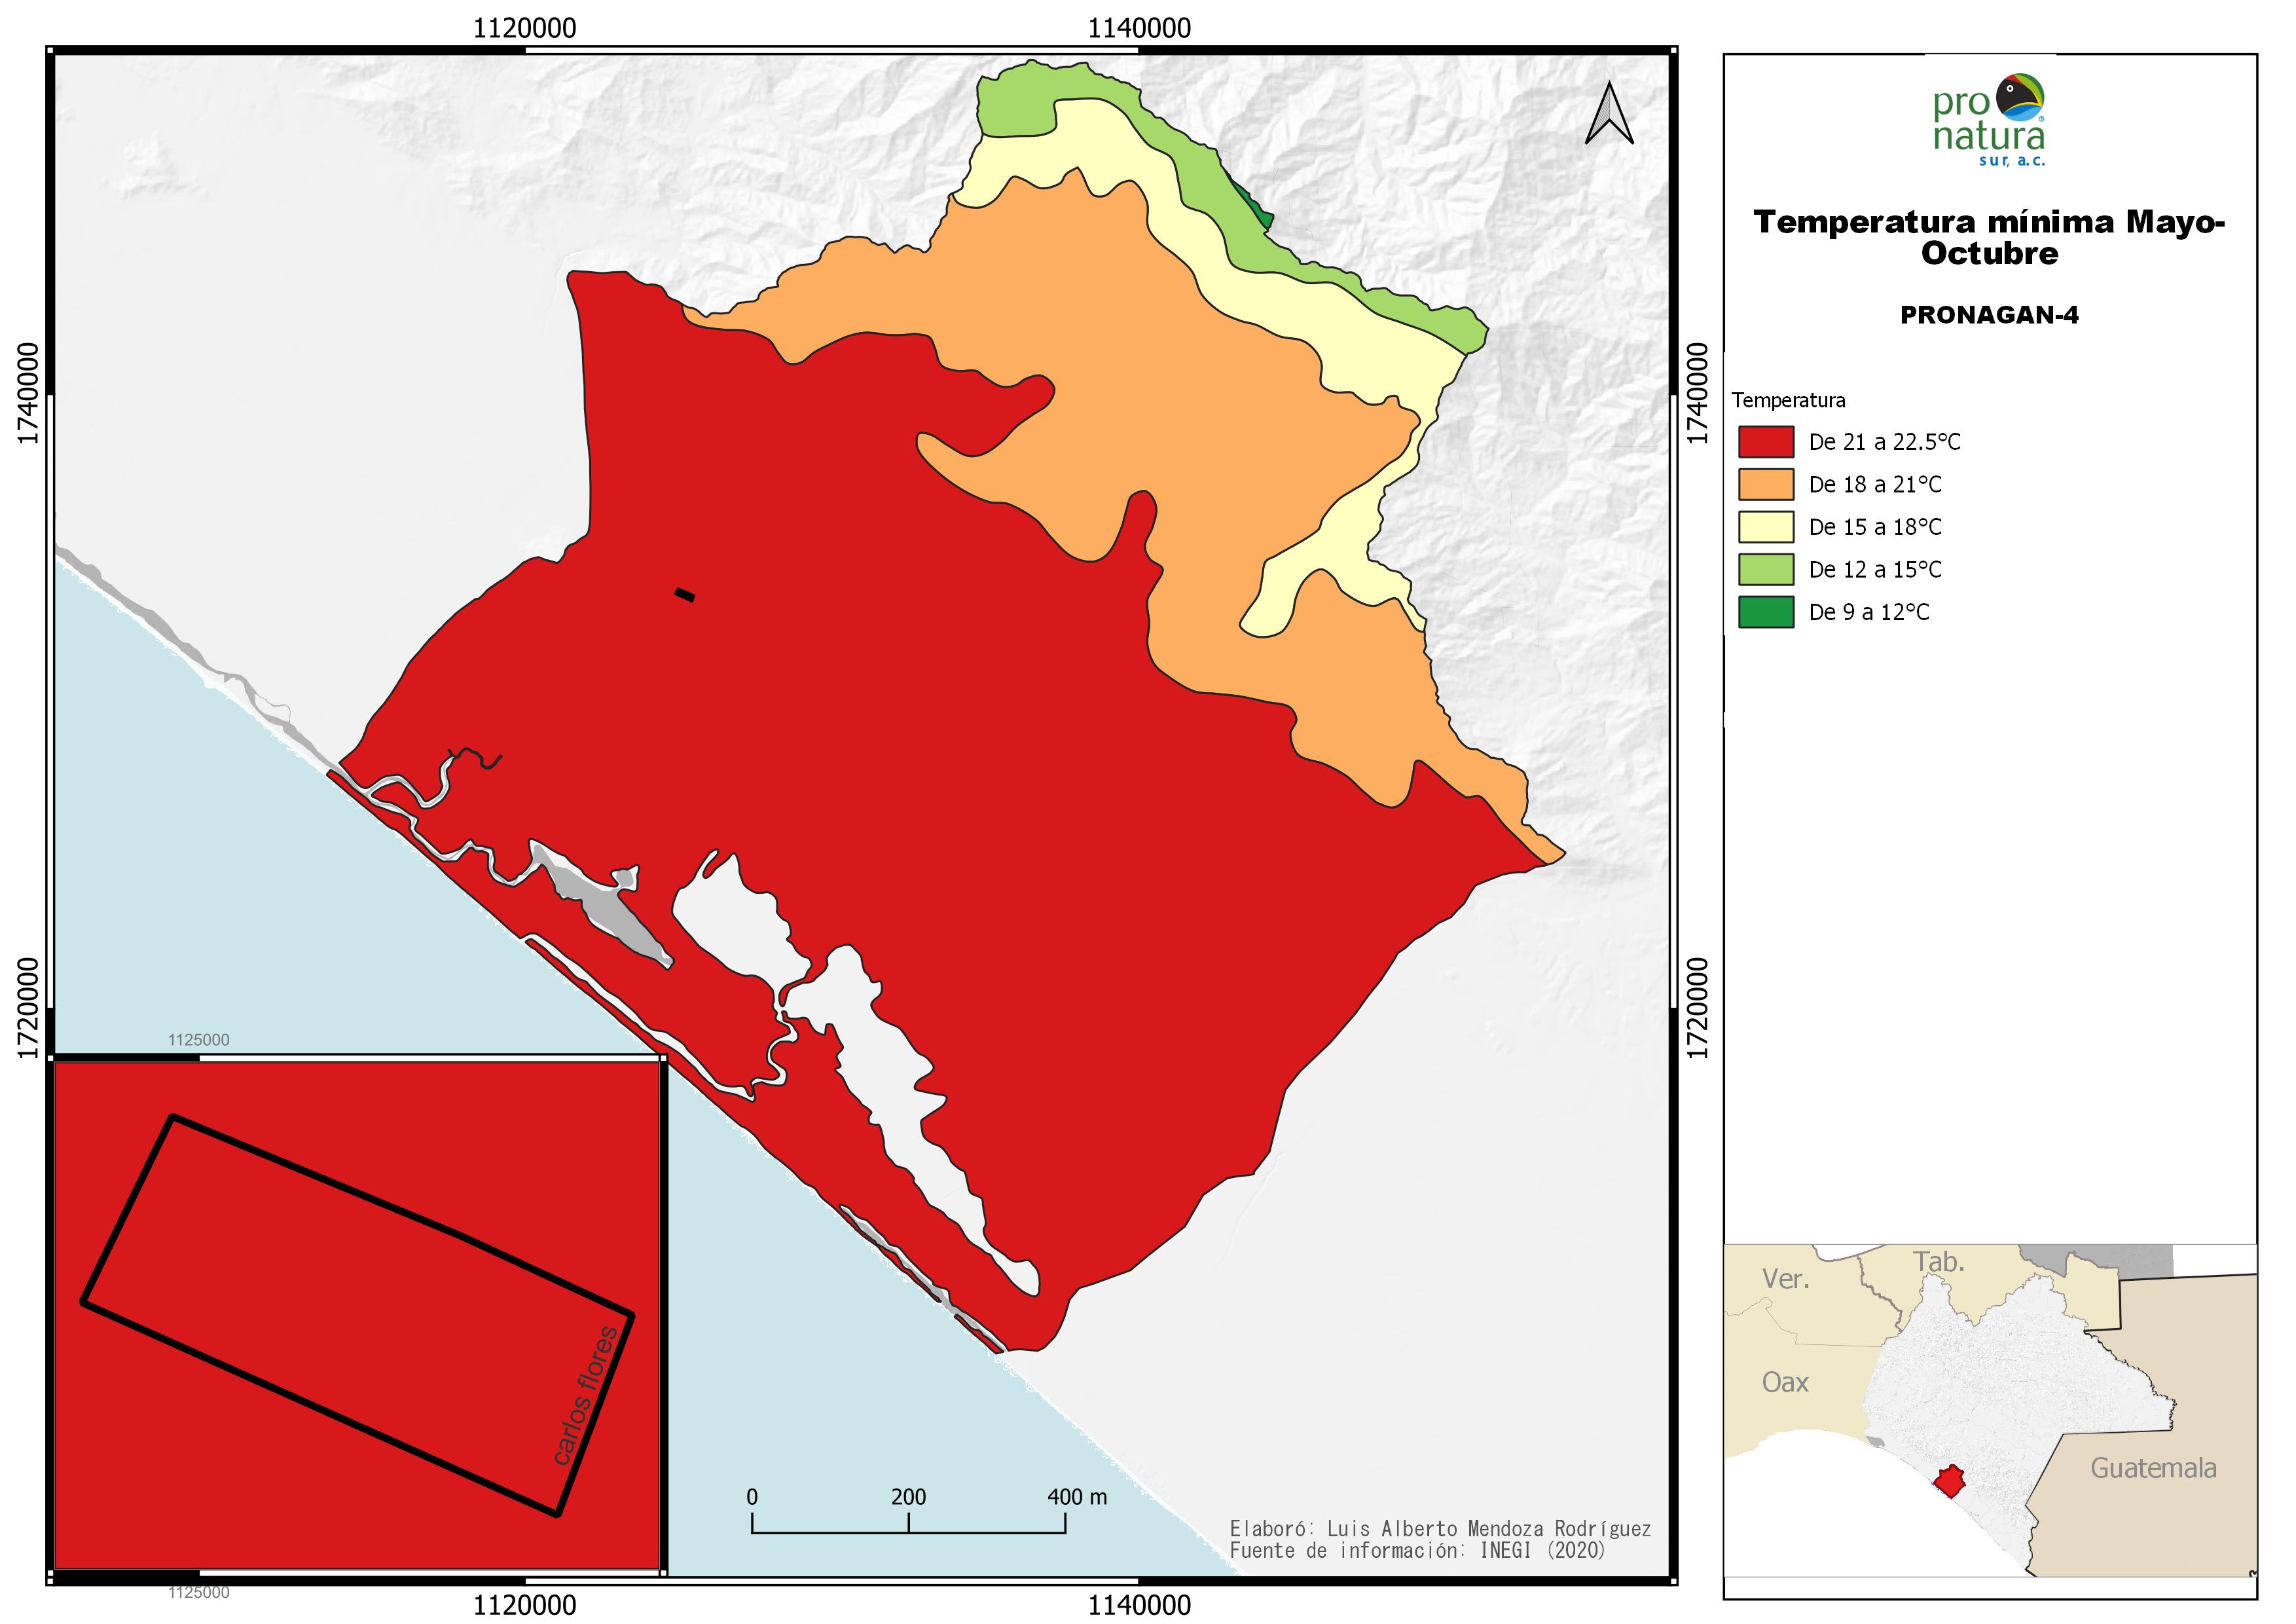 1120000
1140000
1740000
1740000
1720000
1720000
1125000
carlos flores
1125000
1120000
1140000
0 200 400 m
Elaboró: Luis Alberto Mendoza Rodríguez
Fuente de información: INEGI (2020)
pro
natura
sur, a.c.
Temperatura mínima Mayo-
Octubre
PRONAGAN-4
Temperatura
De 21 a 22.5°C
De 18 a 21°C
De 15 a 18°C
De 12 a 15°C
De 9 a 12°C
Tab.
Ver.
Oax
Guatemala